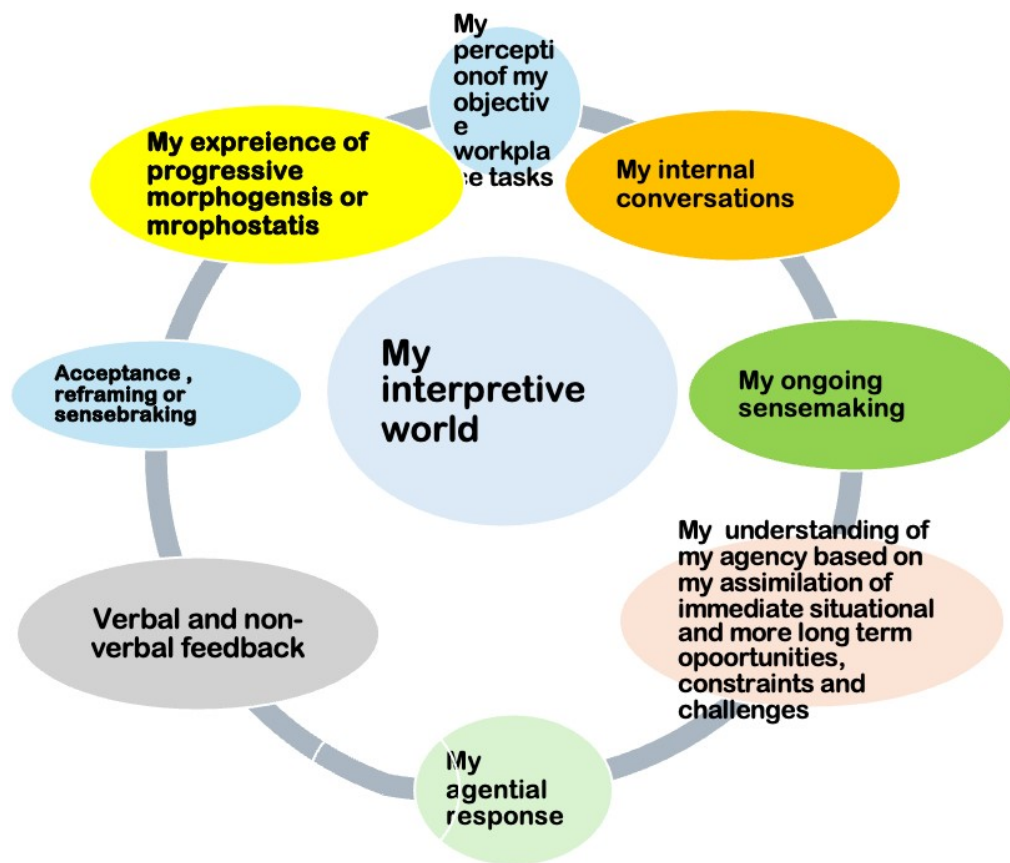 My
percepti
onof my
objectiv
e
workpla
ce tasks
My internal
conversations
My ongoing
sensemaking
My understanding of
my agency based on
my assimilation of
immediate situational
and more long term
opoortunities,
constraints and
challenges
My
agential
response
Verbal and non-
verbal feedback
Acceptance ,
reframing or
sensebraking
My expreience of
progressive
morphogensis or
mrophostatis
My
interpretive
world